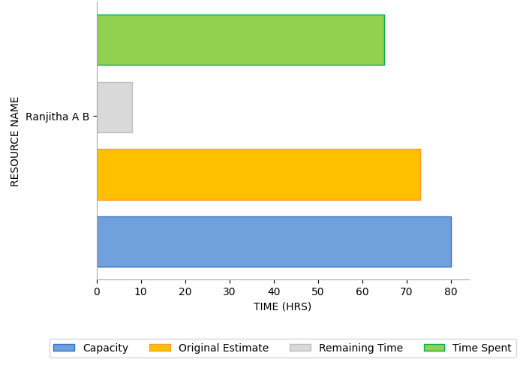 RESOURCE NAME
Ranjitha A B
0 10 20 30 40 50 60 70 80
TIME (HRS)
Capacity Original Estimate Remaining Time Time Spent